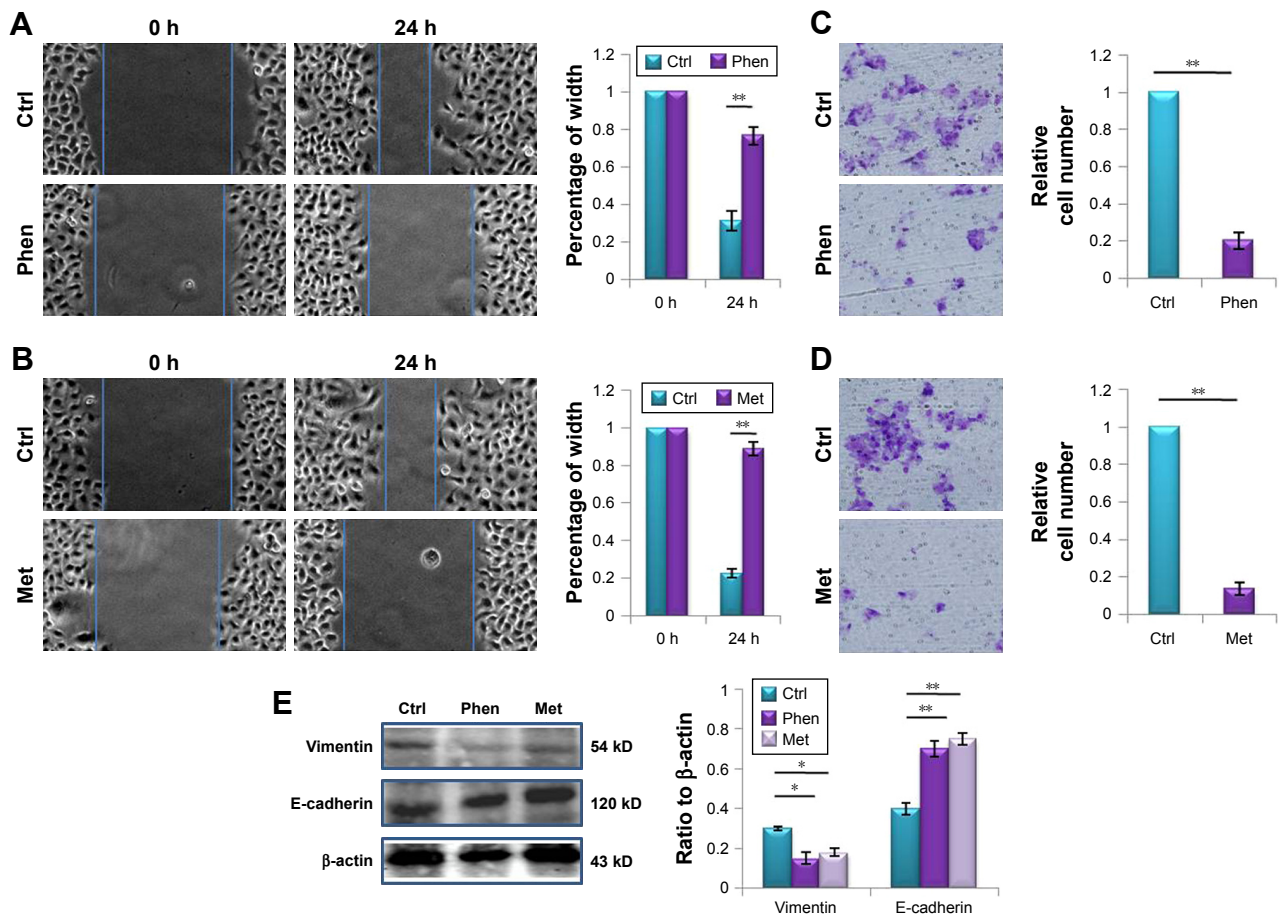 A
0 h
24 h
Ctrl
Phen
Percentage of width
1.2
1
0.8
0.6
0.4
0.2
0
Ctrl
Phen
**
0 h
24 h
C
Ctrl
Phen
Relative
cell number
1.2
1
0.8
0.6
0.4
0.2
0
**
Ctrl
Phen
B
0 h
24 h
Ctrl
Met
Percentage of width
1.2
1
0.8
0.6
0.4
0.2
0
Ctrl
Met
**
0 h
24 h
D
Ctrl
Met
Relative
cell number
1.2
1
0.8
0.6
0.4
0.2
0
**
Ctrl
Met
E
Ctrl
Phen
Met
Vimentin
54 kD
E-cadherin
120 kD
β-actin
43 kD
Ratio to β-actin
1
0.8
0.6
0.4
0.2
0
Ctrl
Phen
Met
*
*
**
**
Vimentin
E-cadherin